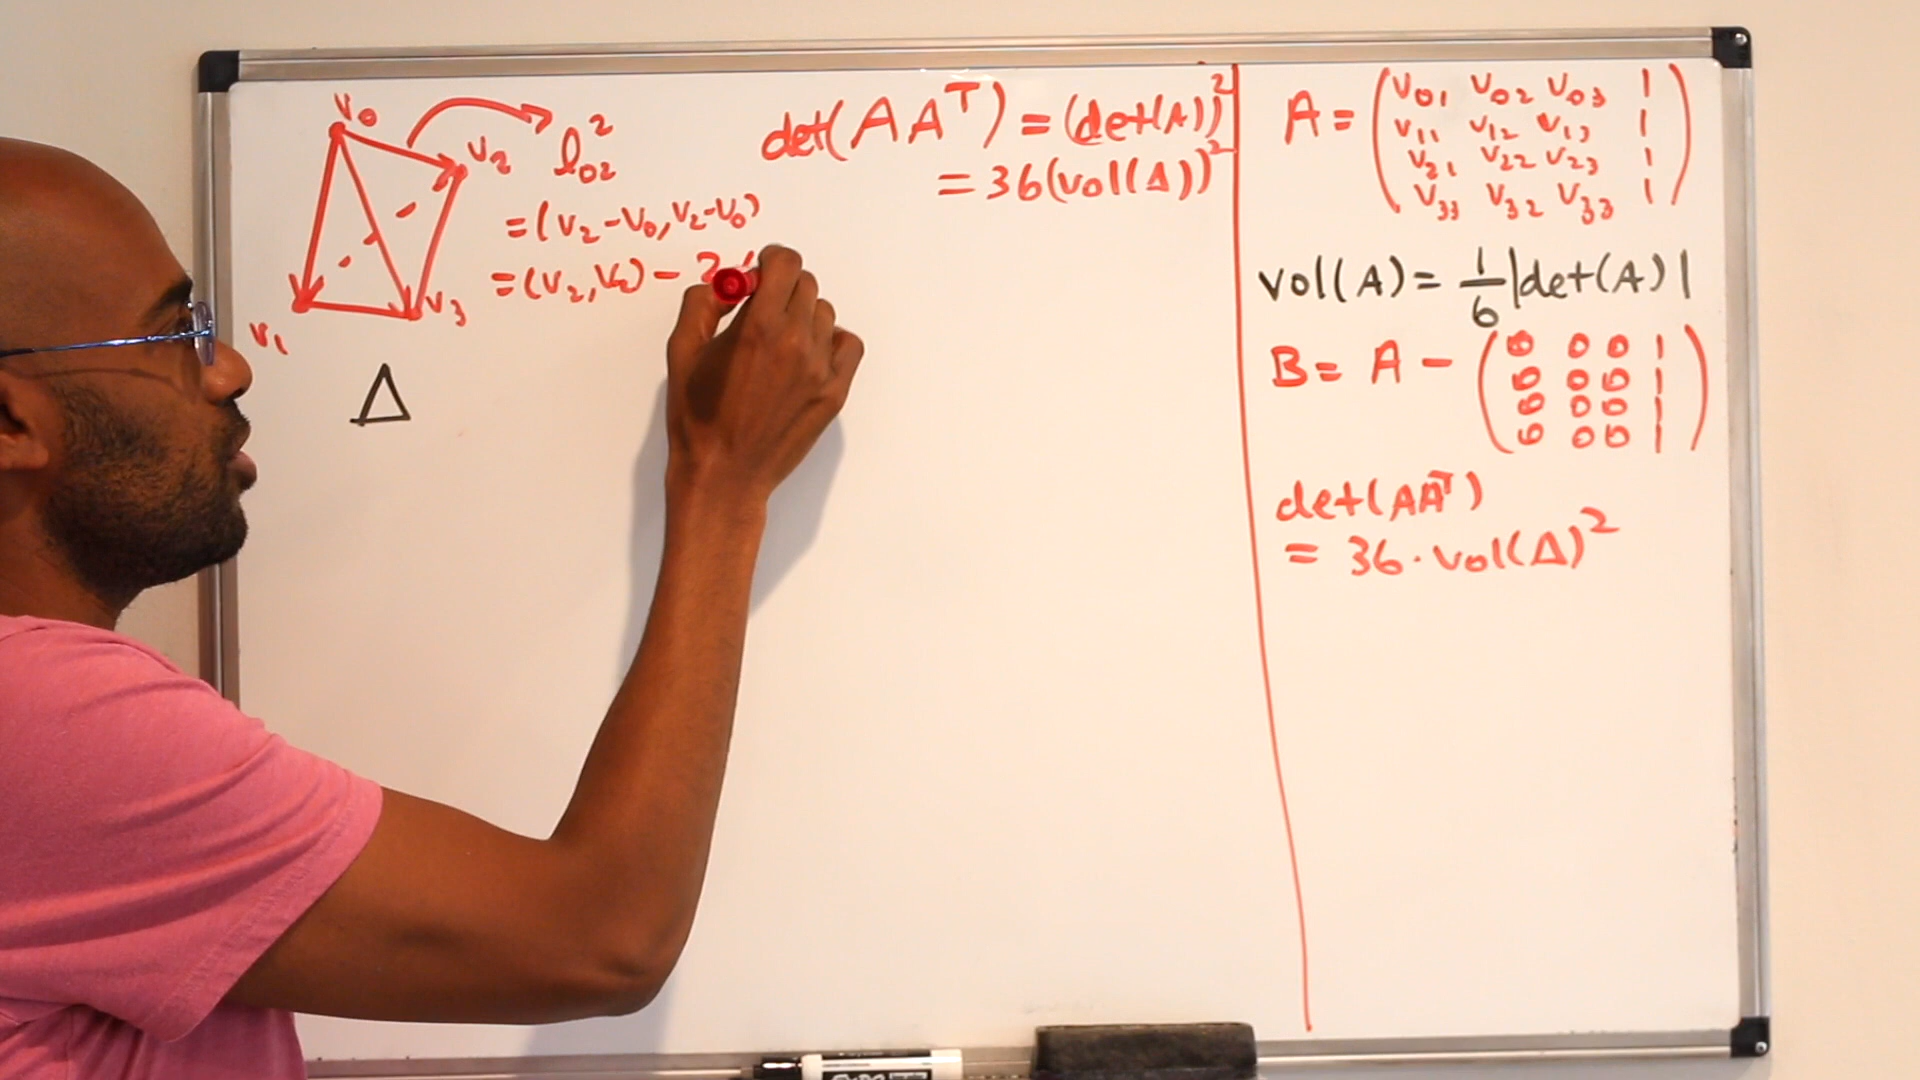 v₀
v₂
v₁
v₃
Δ
l₀₂²
= (v₂ - v₀, v₂ - v₀)
= (v₂, v₂) - 2
det(AAᵀ) = (det(A))²
= 36(vol(Δ))²
A = ( v₀₁ v₀₂ v₀₃ 1
v₁₁ v₁₂ v₁₃ 1
v₂₁ v₂₂ v₂₃ 1
v₃₃ v₃₂ v₃₃ 1 )
vol(A) = 1/6 |det(A)|
B = A - ( 0 0 0 1
0 0 0 1
0 0 0 1
0 0 0 1 )
det(AAᵀ)
= 36 · vol(Δ)²
EXPO